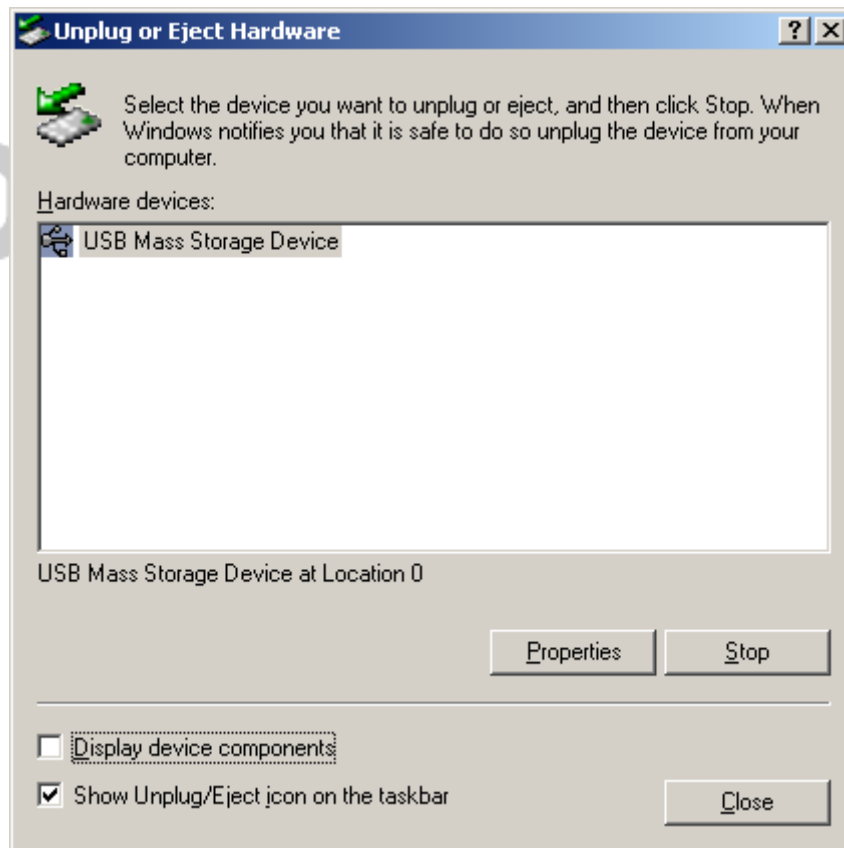 Unplug or Eject Hardware
Select the device you want to unplug or eject, and then click Stop. When
Windows notifies you that it is safe to do so unplug the device from your
computer.
Hardware devices:
USB Mass Storage Device
USB Mass Storage Device at Location 0
Properties Stop
Display device components
Show Unplug/Eject icon on the taskbar
Close